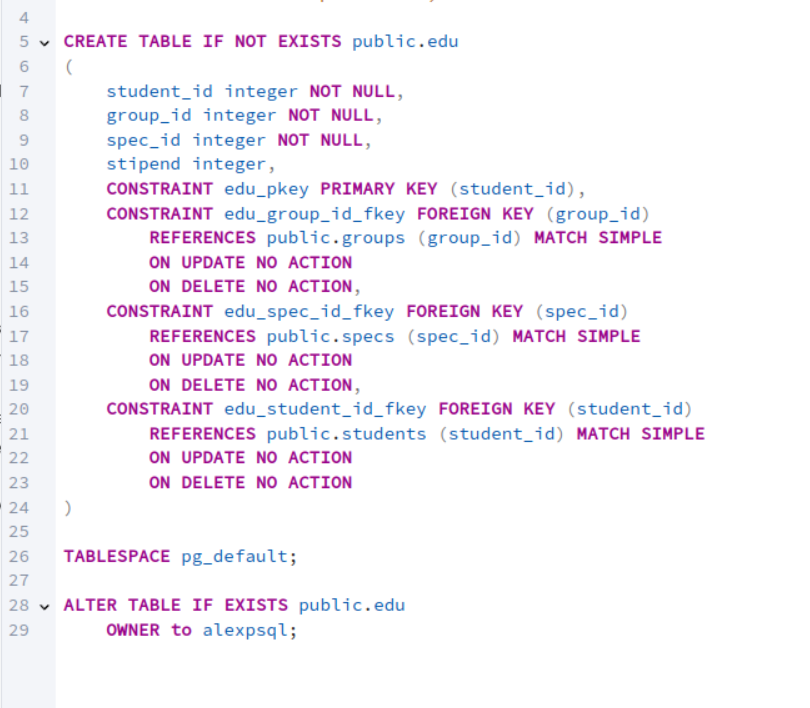 4
5 CREATE TABLE IF NOT EXISTS public.edu
6 (
7     student_id integer NOT NULL,
8     group_id integer NOT NULL,
9     spec_id integer NOT NULL,
10     stipend integer,
11     CONSTRAINT edu_pkey PRIMARY KEY (student_id),
12     CONSTRAINT edu_group_id_fkey FOREIGN KEY (group_id)
13         REFERENCES public.groups (group_id) MATCH SIMPLE
14         ON UPDATE NO ACTION
15         ON DELETE NO ACTION,
16     CONSTRAINT edu_spec_id_fkey FOREIGN KEY (spec_id)
17         REFERENCES public.specs (spec_id) MATCH SIMPLE
18         ON UPDATE NO ACTION
19         ON DELETE NO ACTION,
20     CONSTRAINT edu_student_id_fkey FOREIGN KEY (student_id)
21         REFERENCES public.students (student_id) MATCH SIMPLE
22         ON UPDATE NO ACTION
23         ON DELETE NO ACTION
24 )
25
26 TABLESPACE pg_default;
27
28 ALTER TABLE IF EXISTS public.edu
29     OWNER to alexpsql;